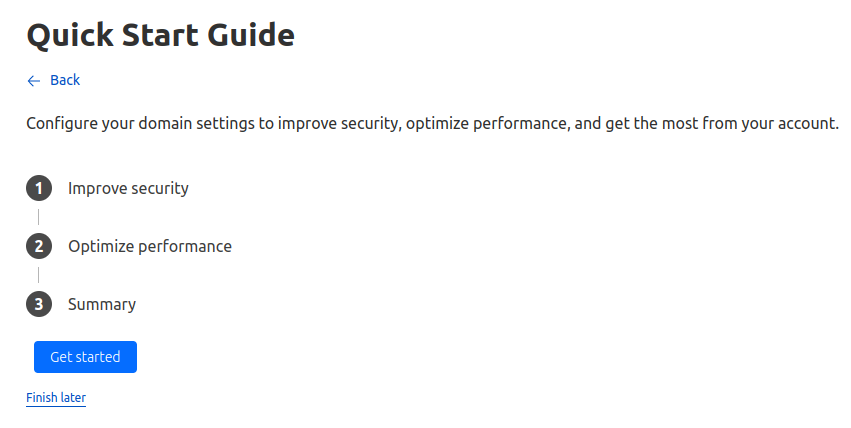 Quick Start Guide
← Back
Configure your domain settings to improve security, optimize performance, and get the most from your account.
1 Improve security
2 Optimize performance
3 Summary
Get started
Finish later